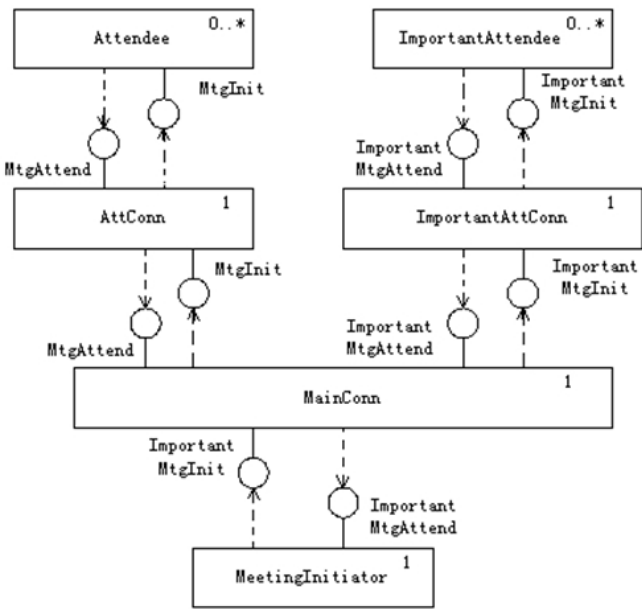 0..*
Attendee
0..*
ImportantAttendee
MtgInit
Important
MtgInit
MtgAttend
Important
MtgAttend
1
AttConn
1
ImportantAttConn
MtgInit
Important
MtgInit
MtgAttend
Important
MtgAttend
1
MainConn
Important
MtgInit
Important
MtgAttend
1
MeetingInitiator